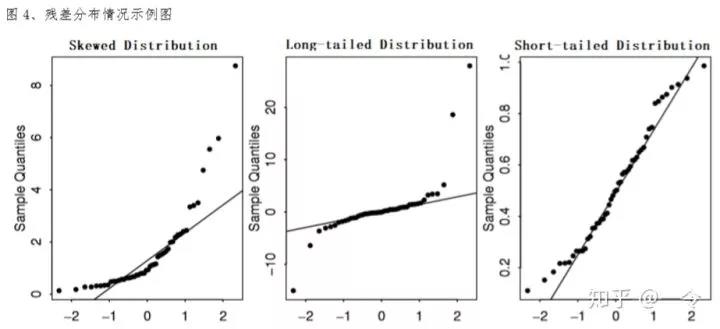 图 4、残差分布情况示例图
Skewed Distribution
Long-tailed Distribution
Short-tailed Distribution
Sample Quantiles
8
6
4
2
0
-2 -1 0 1 2
Sample Quantiles
20
10
0
-10
-2 -1 0 1 2
Sample Quantiles
1.0
0.8
0.6
0.4
0.2
-2 -1 0 1 2
知乎 @一令